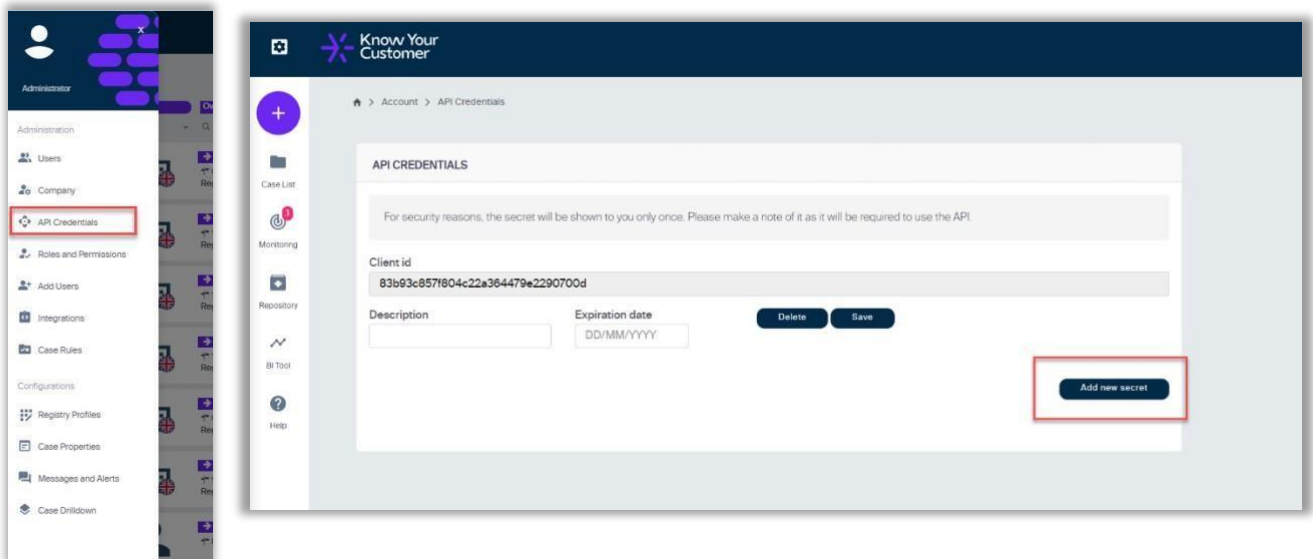 x
Administrator
Administration
Users
Company
API Credentials
Roles and Permissions
Add Users
Integrations
Case Rules
Configurations
Registry Profiles
Case Properties
Messages and Alerts
Case Drilldown
Know Your
Customer
Account > API Credentials
+
Case List
1
Monitoring
Repository
BI Tool
Help
API CREDENTIALS
For security reasons, the secret will be shown to you only once. Please make a note of it as it will be required to use the API.
Client id
83b93c857f804c22a364479e2290700d
Description
Expiration date
DD/MM/YYYY
Delete
Save
Add new secret